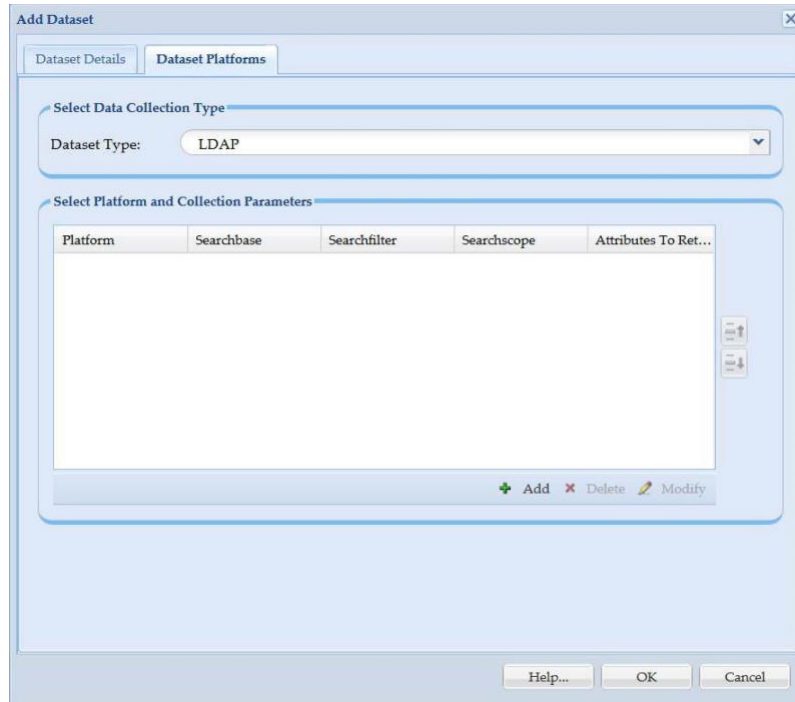 Add Dataset
Dataset Details
Dataset Platforms
Select Data Collection Type
Dataset Type:
LDAP
Select Platform and Collection Parameters
Platform
Searchbase
Searchfilter
Searchscope
Attributes To Ret...
Add
Delete
Modify
Help...
OK
Cancel